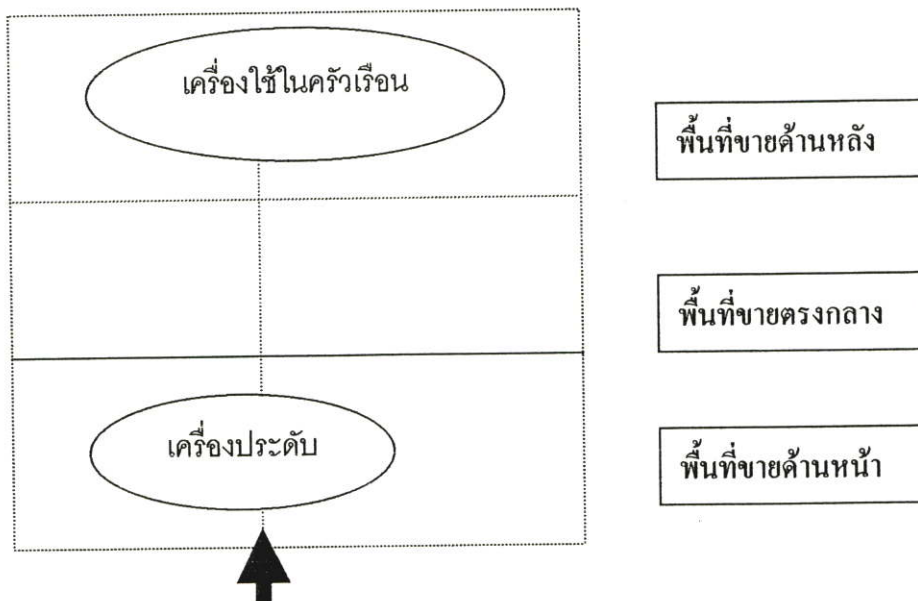 เครื่องใช้ในครัวเรือน
พื้นที่ขายด้านหลัง
พื้นที่ขายตรงกลาง
เครื่องประดับ
พื้นที่ขายด้านหน้า